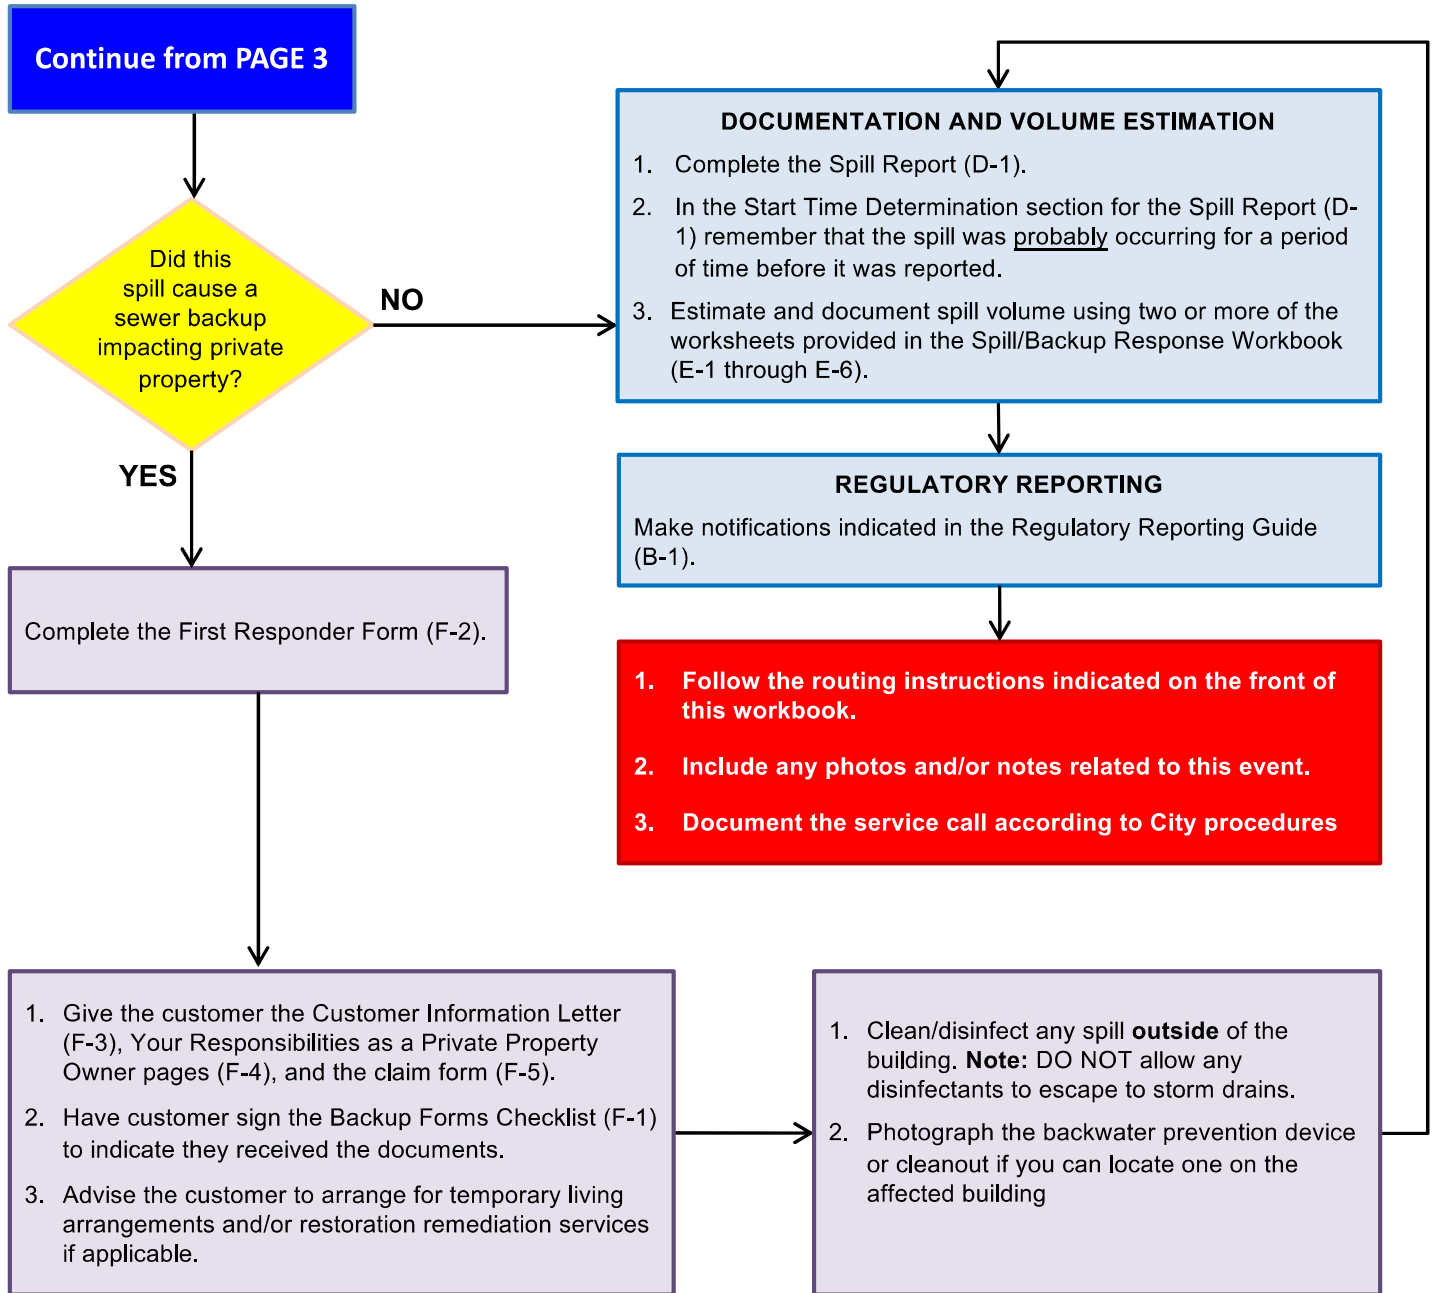 Continue from PAGE 3
Did this
spill cause a
sewer backup
impacting private
property?
NO
YES
DOCUMENTATION AND VOLUME ESTIMATION
1. Complete the Spill Report (D-1).
2. In the Start Time Determination section for the Spill Report (D-
1) remember that the spill was probably occurring for a period
of time before it was reported.
3. Estimate and document spill volume using two or more of the
worksheets provided in the Spill/Backup Response Workbook
(E-1 through E-6).
REGULATORY REPORTING
Make notifications indicated in the Regulatory Reporting Guide
(B-1).
1. Follow the routing instructions indicated on the front of
this workbook.
2. Include any photos and/or notes related to this event.
3. Document the service call according to City procedures
Complete the First Responder Form (F-2).
1. Give the customer the Customer Information Letter
(F-3), Your Responsibilities as a Private Property
Owner pages (F-4), and the claim form (F-5).
2. Have customer sign the Backup Forms Checklist (F-1)
to indicate they received the documents.
3. Advise the customer to arrange for temporary living
arrangements and/or restoration remediation services
if applicable.
1. Clean/disinfect any spill outside of the
building. Note: DO NOT allow any
disinfectants to escape to storm drains.
2. Photograph the backwater prevention device
or cleanout if you can locate one on the
affected building